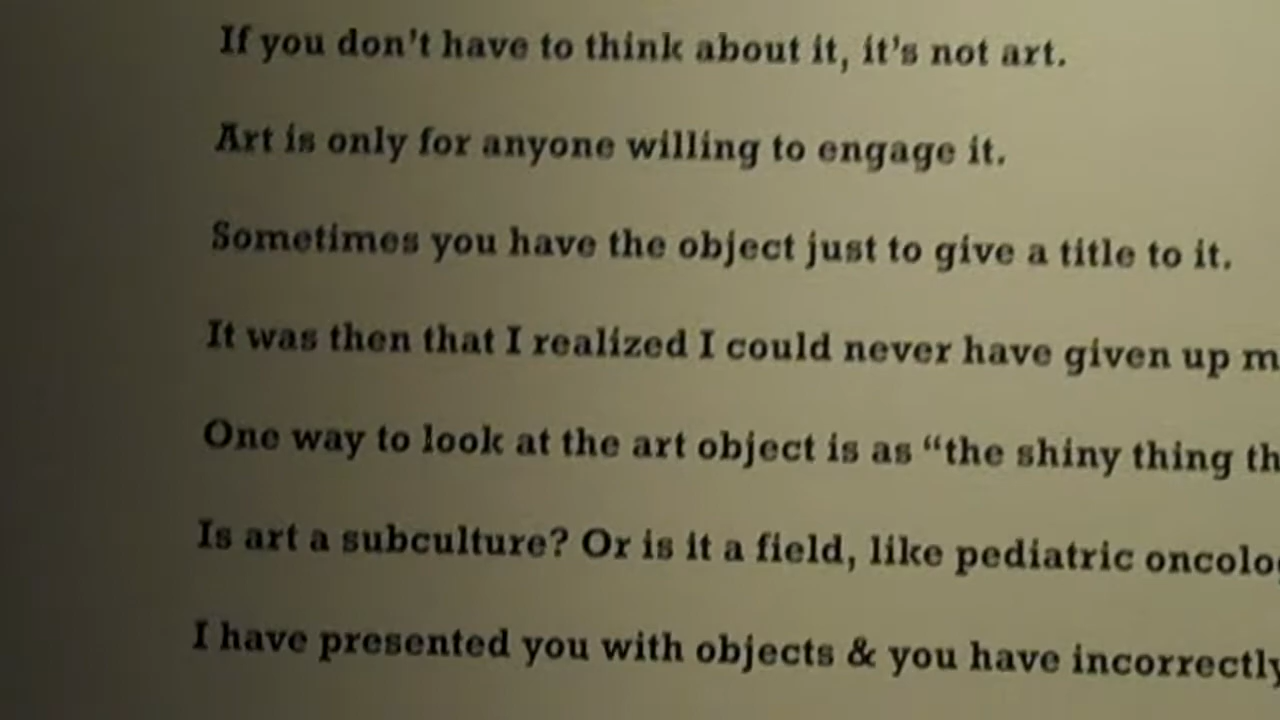 If you don't have to think about it, it's not art.
Art is only for anyone willing to engage it.
Sometimes you have the object just to give a title to it.
It was then that I realized I could never have given up
One way to look at the art object is as “the shiny thing
Is art a subculture? Or is it a field, like pediatric
I have presented you with objects & you have incorrectly